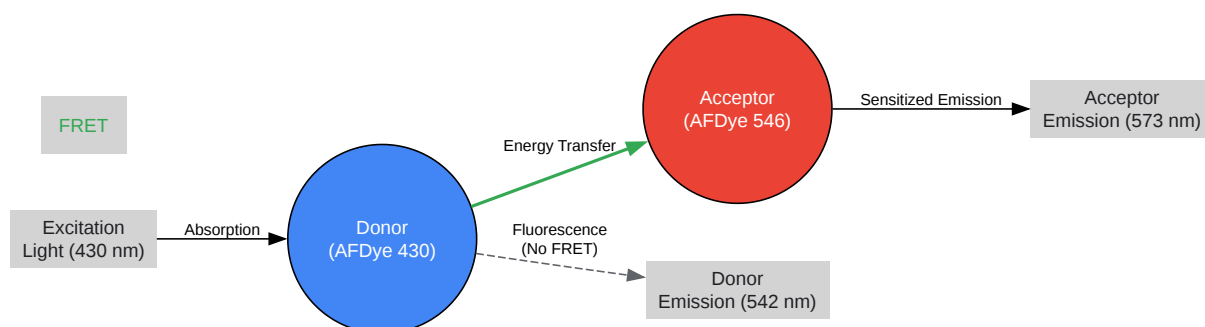 FRET
Excitation
Light (430 nm)
Absorption
Donor
(AFDye 430)
Energy Transfer
Fluorescence
(No FRET)
Donor
Emission (542 nm)
Acceptor
(AFDye 546)
Sensitized Emission
Acceptor
Emission (573 nm)